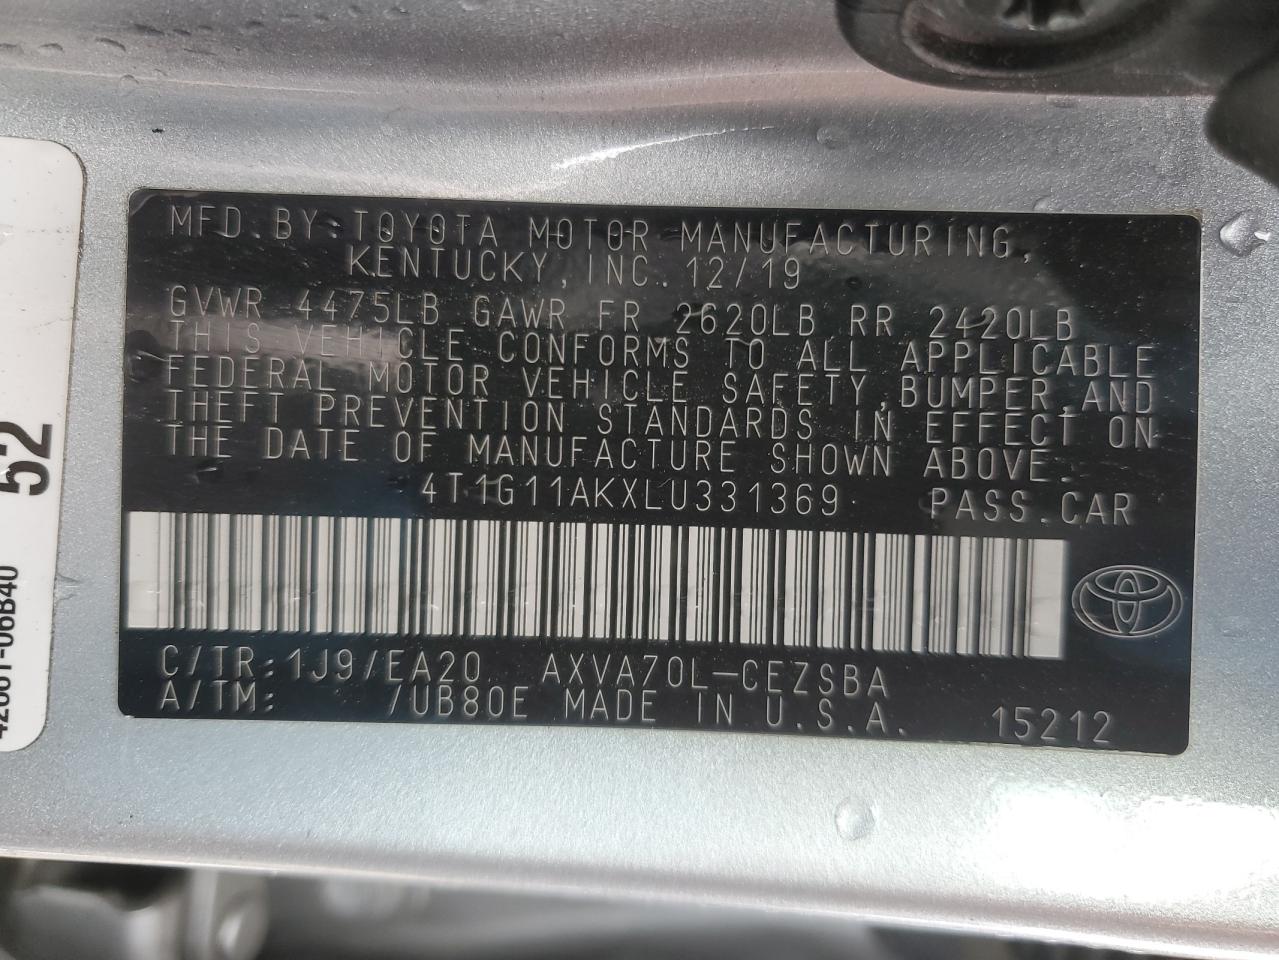 MFD.BY:TOYOTA MOTOR MANUFACTURING,
KENTUCKY,INC. 12/19
GVWR 4475LB GAWR FR 2620LB RR 2420LB
THIS VEHICLE CONFORMS TO ALL APPLICABLE
FEDERAL MOTOR VEHICLE SAFETY,BUMPER,AND
THEFT PREVENTION STANDARDS IN EFFECT ON
THE DATE OF MANUFACTURE SHOWN ABOVE.
4T1G11AKXLU331369 PASS.CAR
C/TR:1J9/EA20 AXVA70L-CEZSBA
A/TM: /UB80E MADE IN U.S.A. 15212
52